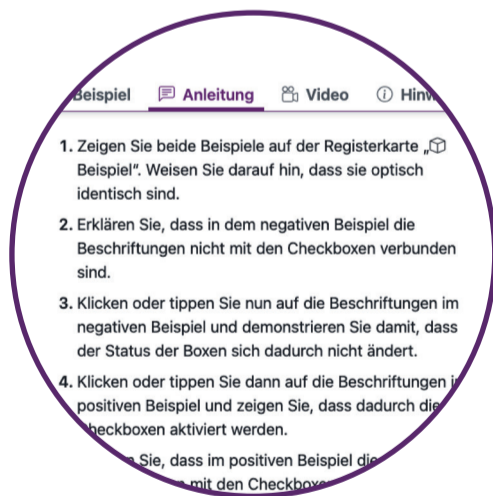 Beispiel Anleitung Video Hinw
1. Zeigen Sie beide Beispiele auf der Registerkarte „
Beispiel“. Weisen Sie darauf hin, dass sie optisch
identisch sind.
2. Erklären Sie, dass in dem negativen Beispiel die
Beschriftungen nicht mit den Checkboxen verbunden
sind.
3. Klicken oder tippen Sie nun auf die Beschriftungen im
negativen Beispiel und demonstrieren Sie damit, dass
der Status der Boxen sich dadurch nicht ändert.
4. Klicken oder tippen Sie dann auf die Beschriftungen i
positiven Beispiel und zeigen Sie, dass dadurch die
heckboxen aktiviert werden.
Sie, dass im positiven Beispiel die
mit den Checkboxen